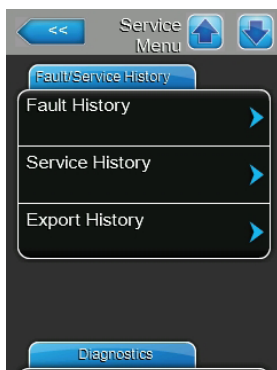 << Service
Menu
Fault/Service History
Fault History
Service History
Export History
Diagnostics